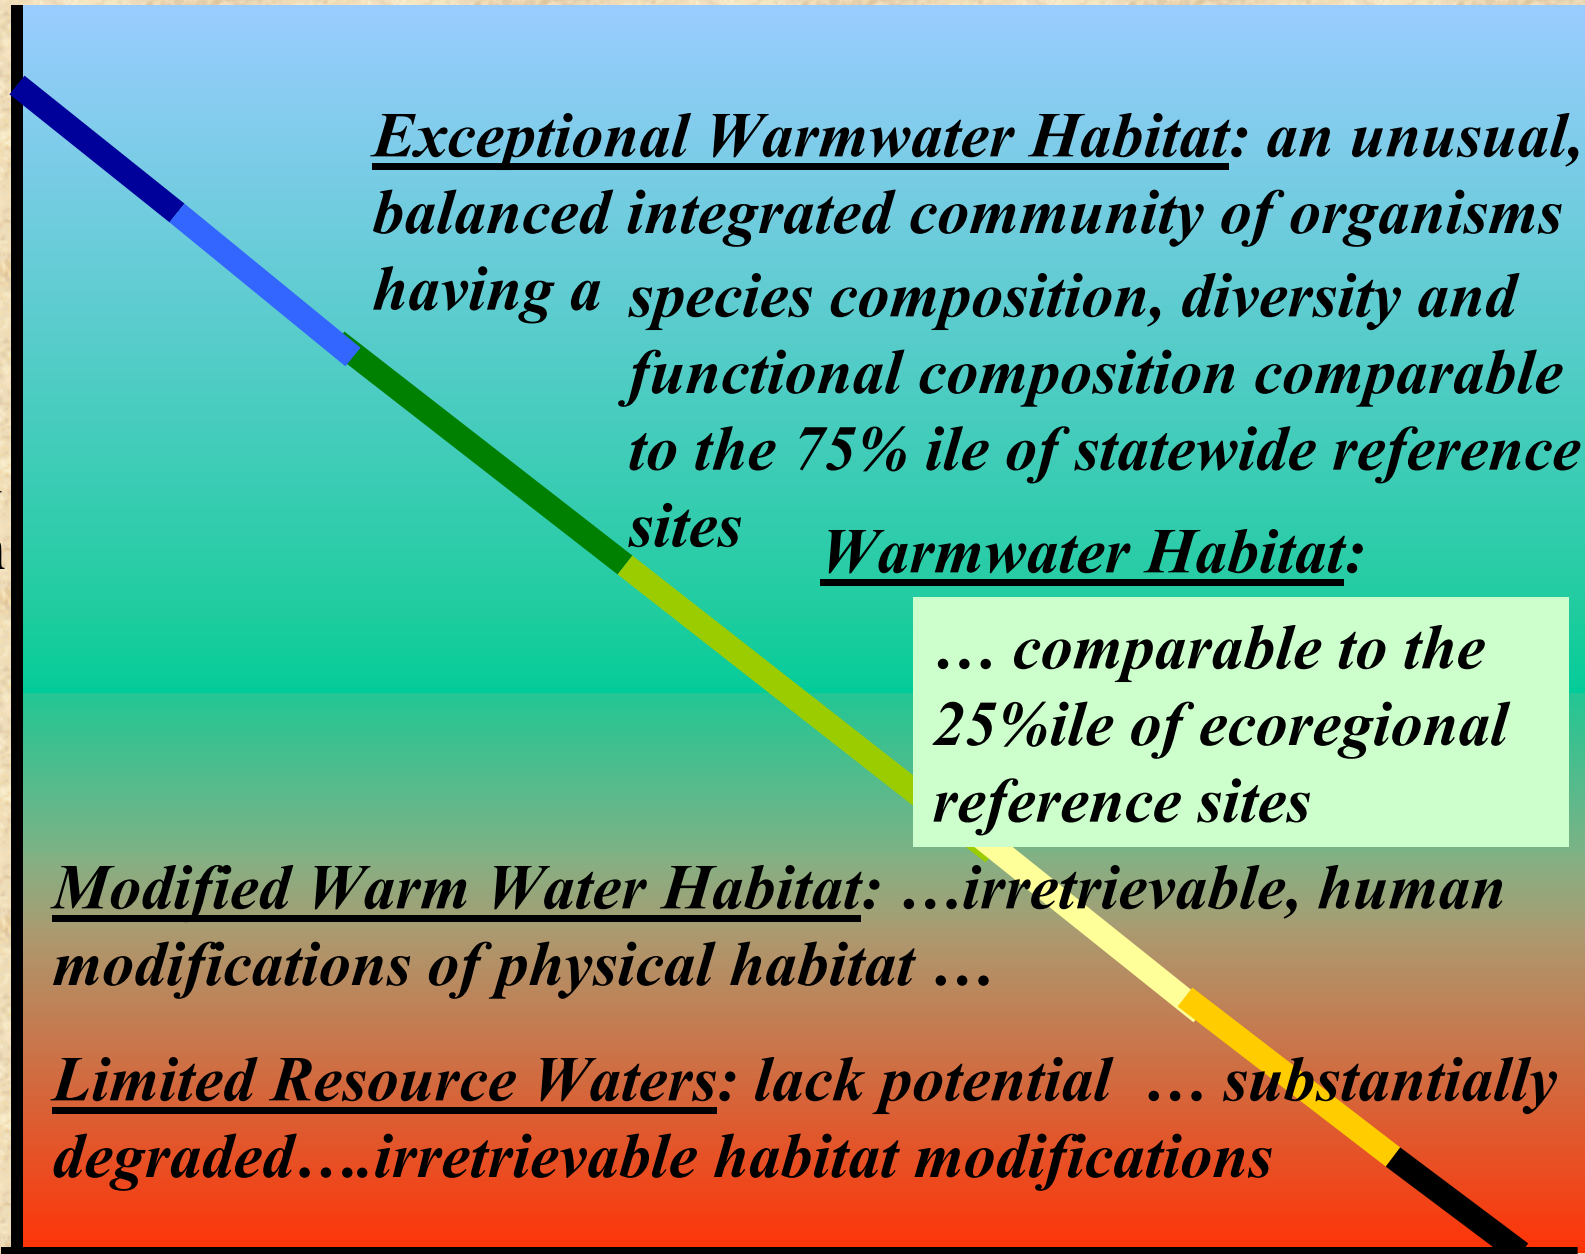 Exceptional Warmwater Habitat: an unusual,
balanced integrated community of organisms
having a species composition, diversity and
functional composition comparable
to the 75% ile of statewide reference
sites
Warmwater Habitat:
… comparable to the
25%ile of ecoregional
reference sites
Modified Warm Water Habitat: …irretrievable, human
modifications of physical habitat …
Limited Resource Waters: lack potential … substantially
degraded….irretrievable habitat modifications